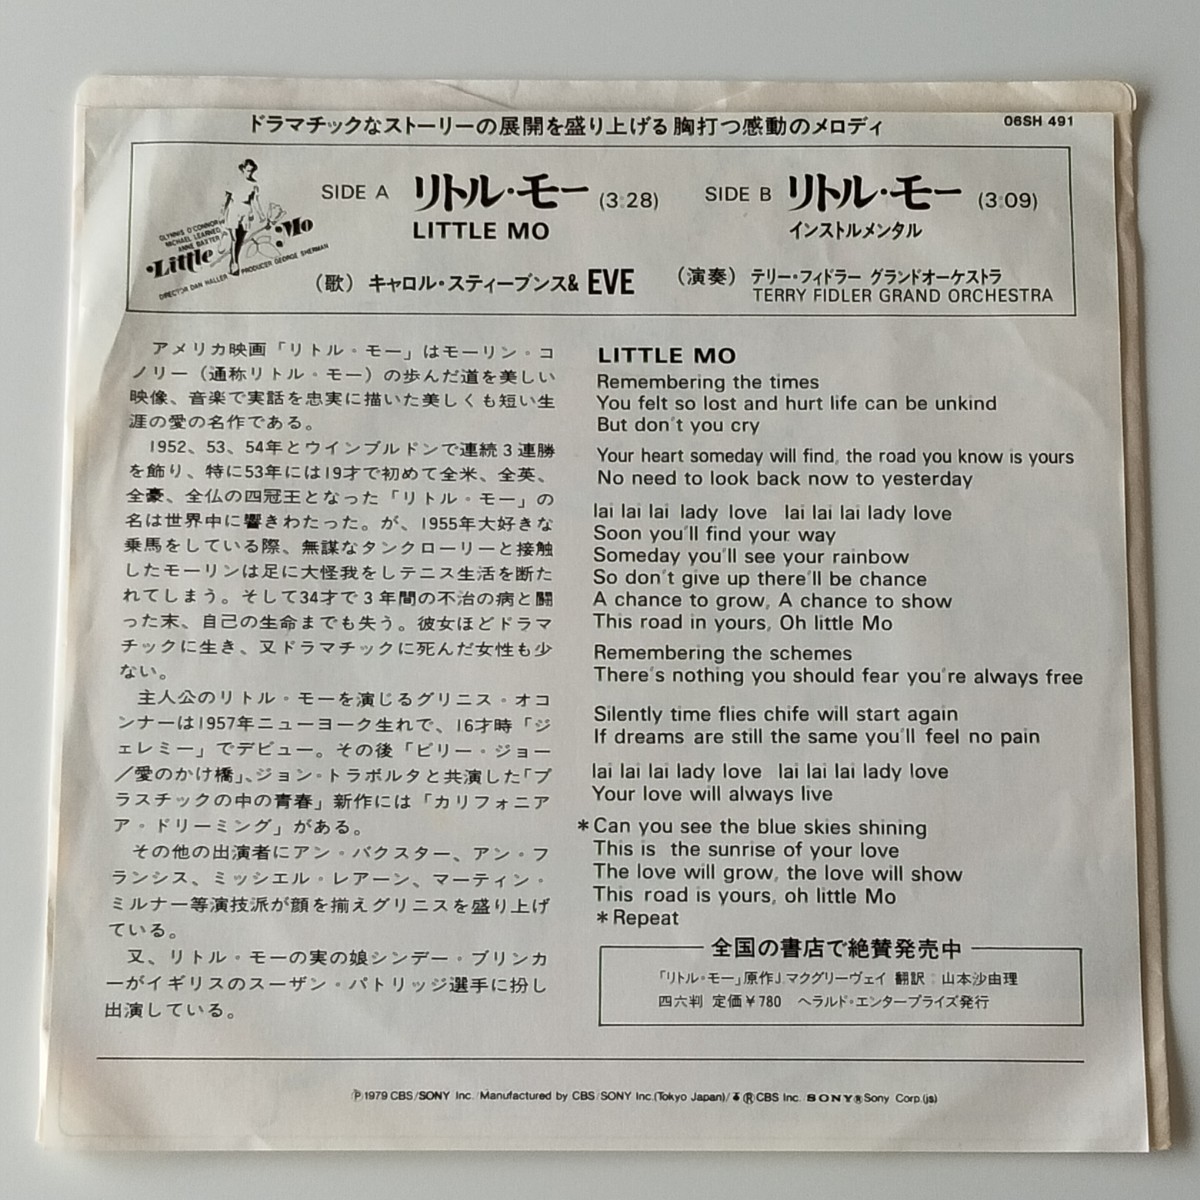 ドラマチックなストーリーの展開を盛り上げる胸打つ感動のメロディ
06SH 491
GLYNNIS O'CONNOR
MICHAEL LEARNED
ANNE BAXTER
Little Mo
DIRECTOR DAN HALLER PRODUCER GEORGE SHERMAN
SIDE A リトル・モー (3:28)
LITTLE MO
(歌) キャロル・スティーブンス& EVE
SIDE B リトル・モー (3:09)
インストルメンタル
(演奏) テリー・フィドラー グランドオーケストラ
TERRY FIDLER GRAND ORCHESTRA
アメリカ映画「リトル・モー」はモーリン・コ
ノリー(通称リトル・モー)の歩んだ道を美しい
映像、音楽で実話を忠実に描いた美しくも短い生
涯の愛の名作である。
1952、53、54年とウインブルドンで連続3連勝
を飾り、特に53年には19才で初めて全米、全英、
全豪、全仏の四冠王となった「リトル・モー」の
名は世界中に響きわたった。が、1955年大好きな
乗馬をしている際、無謀なタンクローリーと接触
したモーリンは足に大怪我をしテニス生活を断た
れてしまう。そして34才で3年間の不治の病と闘
った末、自己の生命までも失う。彼女ほどドラマ
チックに生き、又ドラマチックに死んだ女性も少
ない。
主人公のリトル・モーを演じるグリニス・オコ
ンナーは1957年ニューヨーク生れで、16才時「ジ
ェレミー」でデビュー。その後「ビリー・ジョー
/愛のかけ橋」、ジョン・トラボルタと共演した「プ
ラスチックの中の青春」新作には「カリフォニア
ア・ドリーミング」がある。
その他の出演者にアン・バクスター、アン・フ
ランシス、ミッシエル・レアーン、マーティン・
ミルナー等演技派が顔を揃えグリニスを盛り上げ
ている。
又、リトル・モーの実の娘シンデー・ブリンカ
ーがイギリスのスーザン・パトリッジ選手に扮し
出演している。
LITTLE MO
Remembering the times
You felt so lost and hurt life can be unkind
But don't you cry
Your heart someday will find, the road you know is yours
No need to look back now to yesterday
lai lai lai lady love lai lai lai lady love
Soon you'll find your way
Someday you'll see your rainbow
So don't give up there'll be chance
A chance to grow, A chance to show
This road in yours, Oh little Mo
Remembering the schemes
There's nothing you should fear you're always free
Silently time flies chife will start again
If dreams are still the same you'll feel no pain
lai lai lai lady love lai lai lai lady love
Your love will always live
*Can you see the blue skies shining
This is the sunrise of your love
The love will grow, the love will show
This road is yours, oh little Mo
*Repeat
全国の書店で絶賛発売中
「リトル・モー」原作J.マクグリーヴェイ 翻訳:山本沙由理
四六判 定価¥780 ヘラルド・エンタープライズ発行
Ⓟ1979 CBS/SONY Inc./Manufactured by CBS/SONY Inc.(Tokyo Japan)/ ®CBS Inc. SONY®Sony Corp.(js)